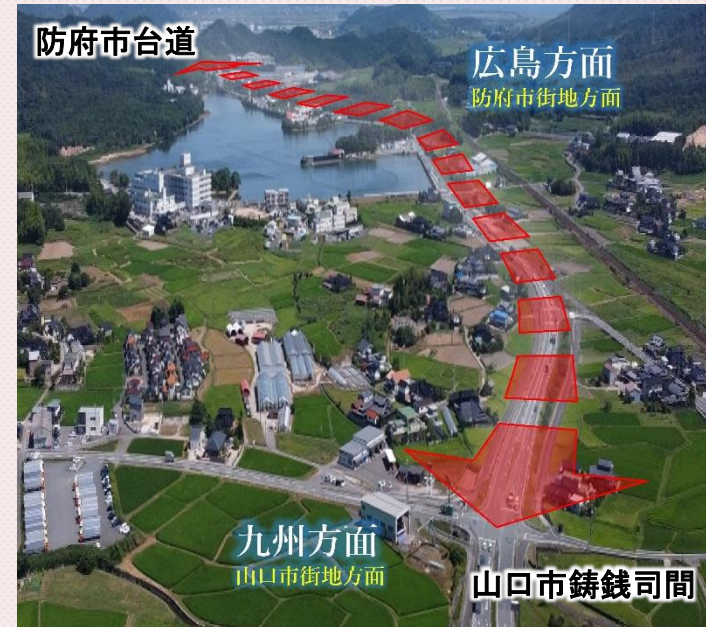 防府市台道
広島方面
防府市街地方面
九州方面
山口市街地方面
山口市鋳銭司間